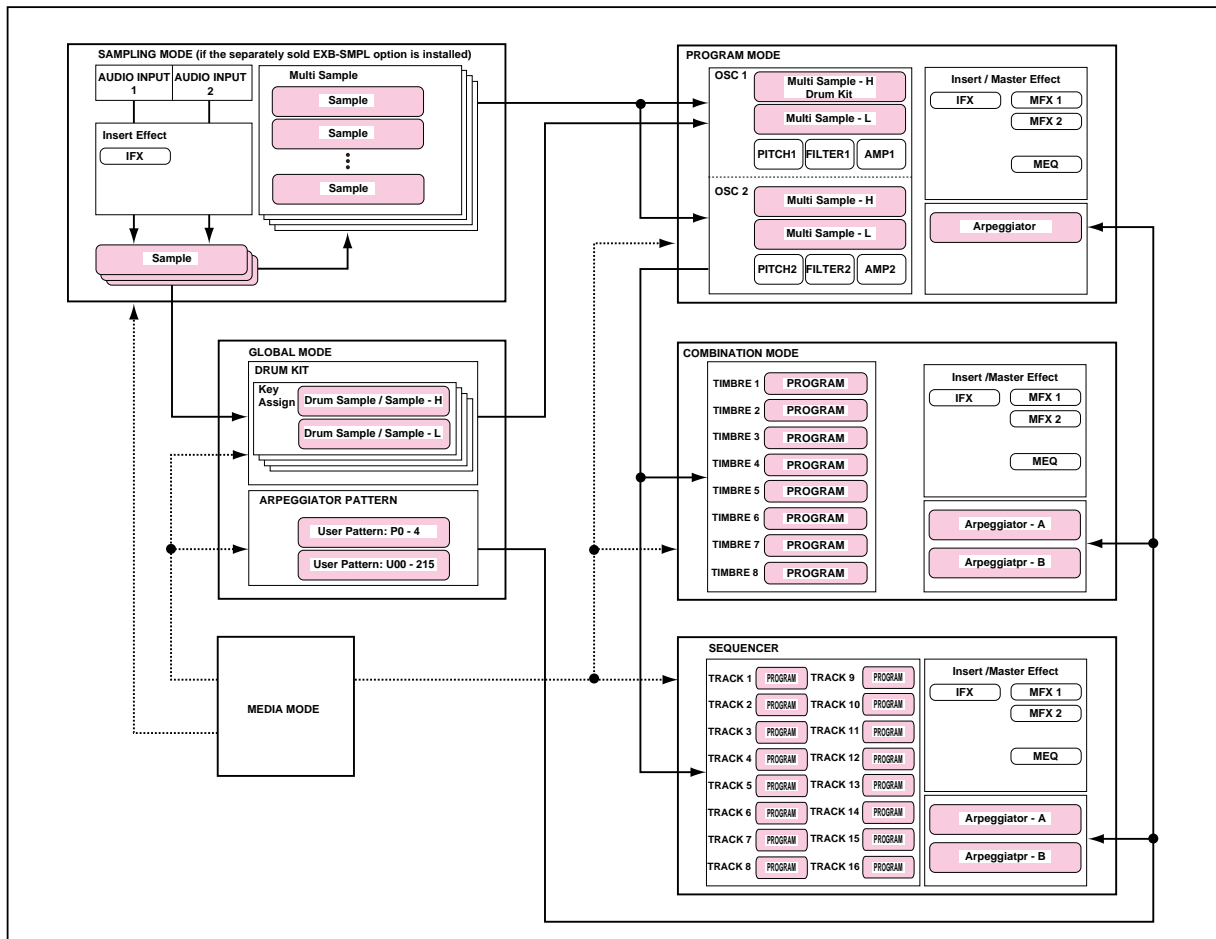 SAMPLING MODE (if the separately sold EXB-SMPL option is installed)
AUDIO INPUT
1
AUDIO INPUT
2
Insert Effect
IFX
Multi Sample
Sample
Sample
Sample
Sample
GLOBAL MODE
DRUM KIT
Key
Assign
Drum Sample / Sample - H
Drum Sample / Sample - L
ARPEGGIATOR PATTERN
User Pattern: P0 - 4
User Pattern: U00 - 215
MEDIA MODE
PROGRAM MODE
OSC 1
Multi Sample - H
Drum Kit
Multi Sample - L
PITCH1
FILTER1
AMP1
OSC 2
Multi Sample - H
Multi Sample - L
PITCH2
FILTER2
AMP2
Insert / Master Effect
IFX
MFX 1
MFX 2
MEQ
Arpeggiator
COMBINATION MODE
TIMBRE 1 PROGRAM
TIMBRE 2 PROGRAM
TIMBRE 3 PROGRAM
TIMBRE 4 PROGRAM
TIMBRE 5 PROGRAM
TIMBRE 6 PROGRAM
TIMBRE 7 PROGRAM
TIMBRE 8 PROGRAM
Insert /Master Effect
IFX
MFX 1
MFX 2
MEQ
Arpeggiator - A
Arpeggiatpr - B
SEQUENCER
TRACK 1 PROGRAM TRACK 9 PROGRAM
TRACK 2 PROGRAM TRACK 10 PROGRAM
TRACK 3 PROGRAM TRACK 11 PROGRAM
TRACK 4 PROGRAM TRACK 12 PROGRAM
TRACK 5 PROGRAM TRACK 13 PROGRAM
TRACK 6 PROGRAM TRACK 14 PROGRAM
TRACK 7 PROGRAM TRACK 15 PROGRAM
TRACK 8 PROGRAM TRACK 16 PROGRAM
Insert /Master Effect
IFX
MFX 1
MFX 2
MEQ
Arpeggiator - A
Arpeggiatpr - B